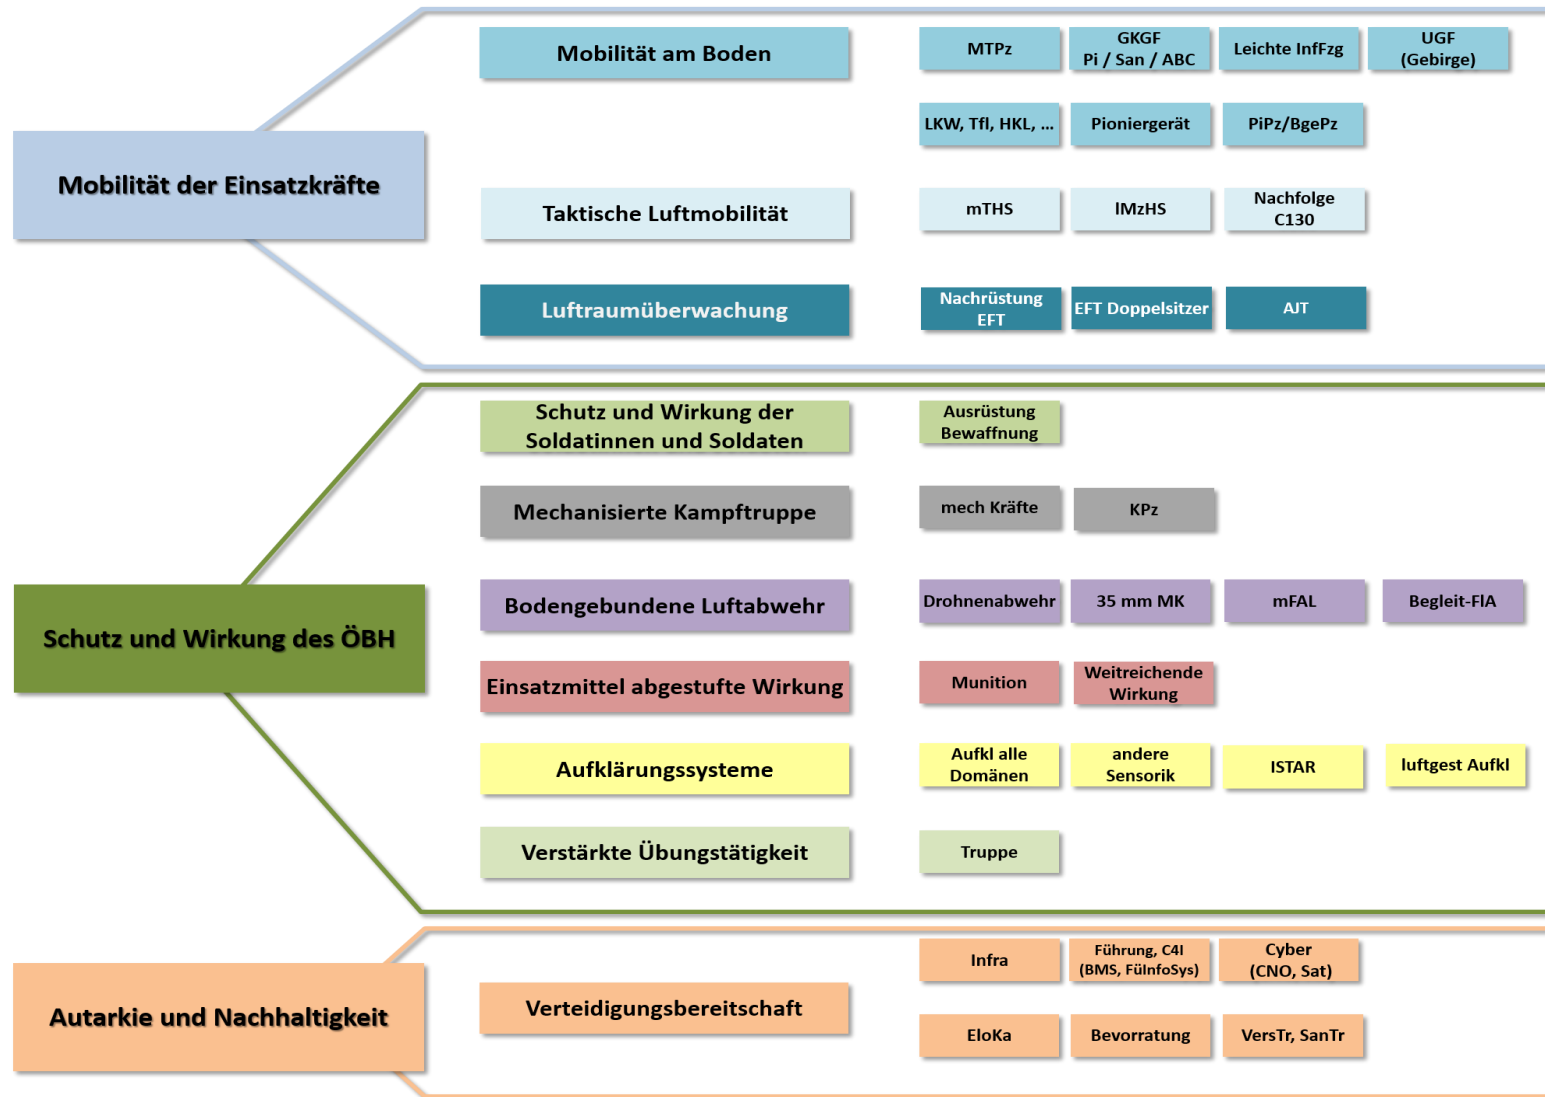 Mobilität der Einsatzkräfte
Mobilität am Boden
MTPz
GKGF
Pi / San / ABC
Leichte InfFzg
UGF
(Gebirge)
LKW, Tfl, HKL, ...
Pioniergerät
PiPz/BgePz
Taktische Luftmobilität
mTHS
lMzHS
Nachfolge
C130
Luftraumüberwachung
Nachrüstung
EFT
EFT Doppelsitzer
AJT
Schutz und Wirkung des ÖBH
Schutz und Wirkung der
Soldatinnen und Soldaten
Ausrüstung
Bewaffnung
Mechanisierte Kampftruppe
mech Kräfte
KPz
Bodengebundene Luftabwehr
Drohnenabwehr
35 mm MK
mFAL
Begleit-FlA
Einsatzmittel abgestufte Wirkung
Munition
Weitreichende
Wirkung
Aufklärungssysteme
Aufkl alle
Domänen
andere
Sensorik
ISTAR
luftgest Aufkl
Verstärkte Übungstätigkeit
Truppe
Autarkie und Nachhaltigkeit
Verteidigungsbereitschaft
Infra
Führung, C4I
(BMS, FüInfoSys)
Cyber
(CNO, Sat)
EloKa
Bevorratung
VersTr, SanTr